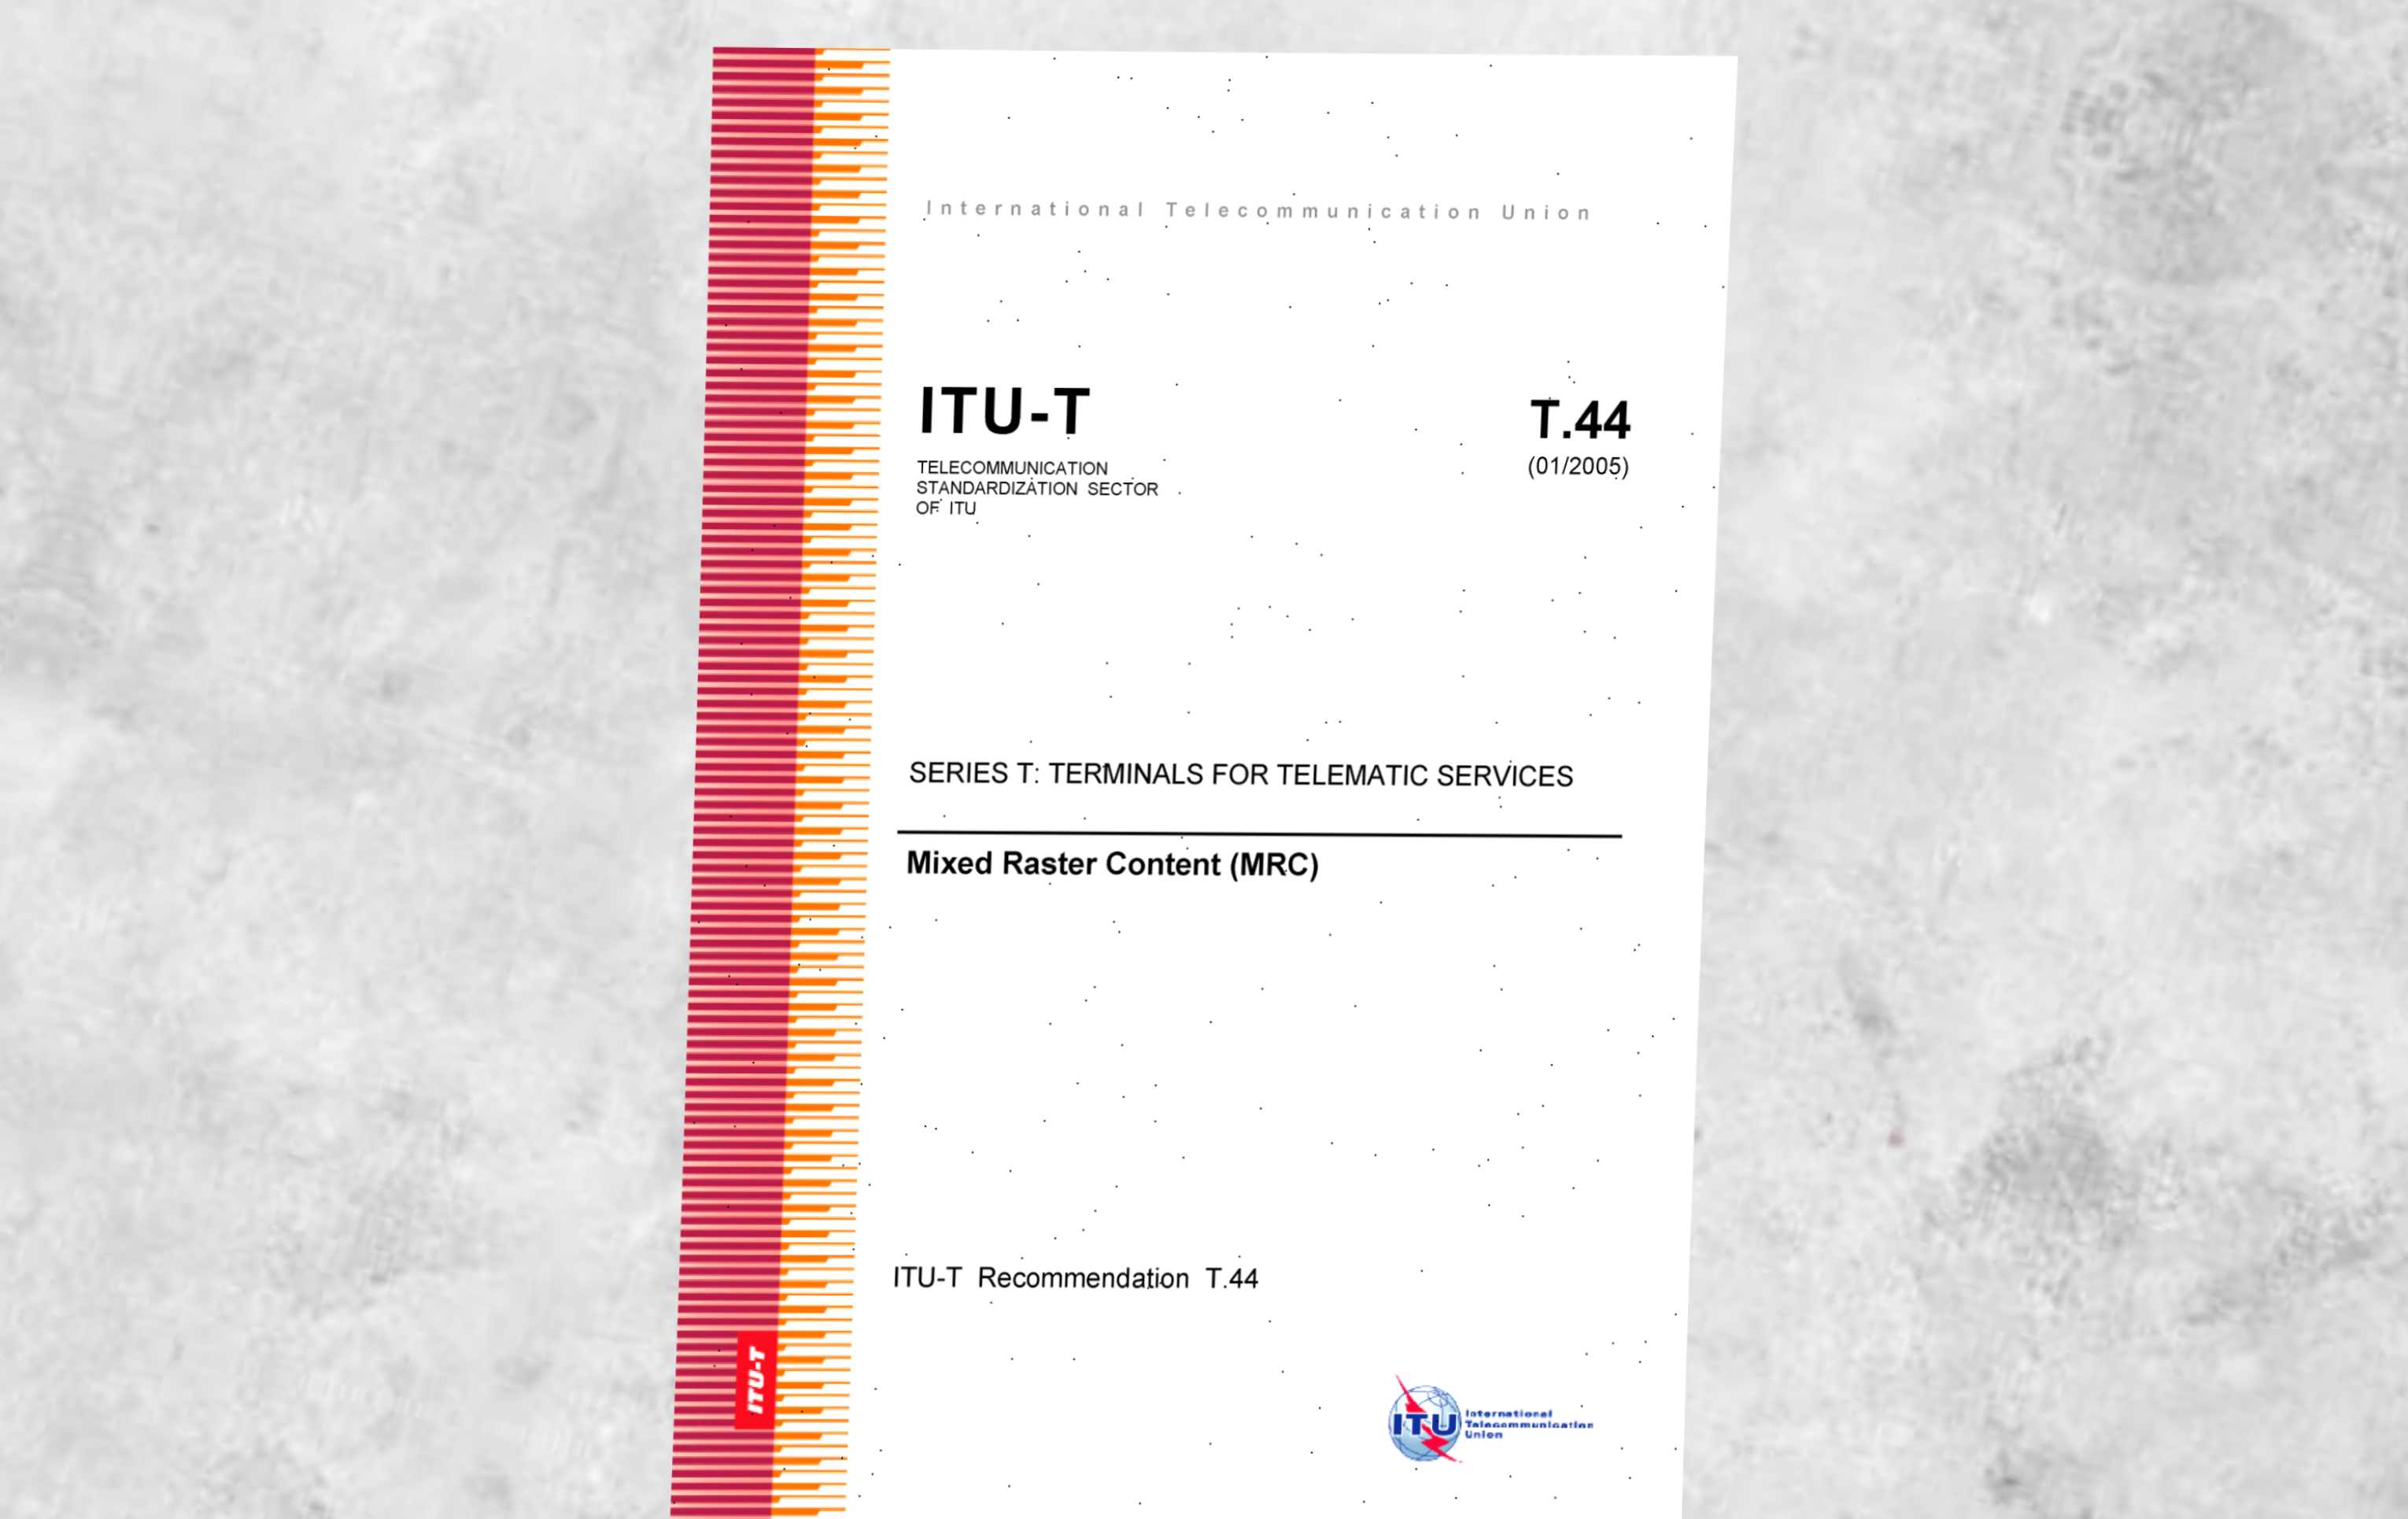 International Telecommunication Union
ITU-T
TELECOMMUNICATION
STANDARDIZATION SECTOR
OF ITU
T.44
(01/2005)
SERIES T: TERMINALS FOR TELEMATIC SERVICES
Mixed Raster Content (MRC)
ITU-T Recommendation T.44
ITU-T
ITU
International
Telecommunication
Union